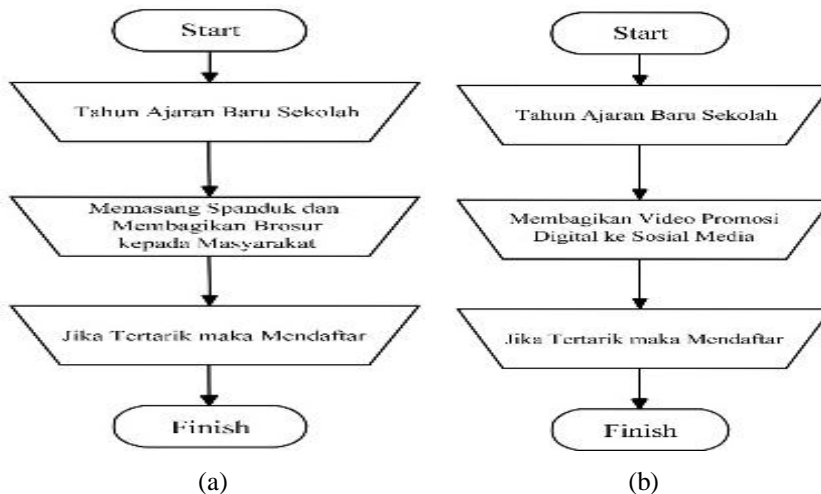 Start
Tahun Ajaran Baru Sekolah
Memasang Spanduk dan
Membagikan Brosur
kepada Masyarakat
Jika Tertarik maka Mendaftar
Finish
(a)
Start
Tahun Ajaran Baru Sekolah
Membagikan Video Promosi
Digital ke Sosial Media
Jika Tertarik maka Mendaftar
Finish
(b)